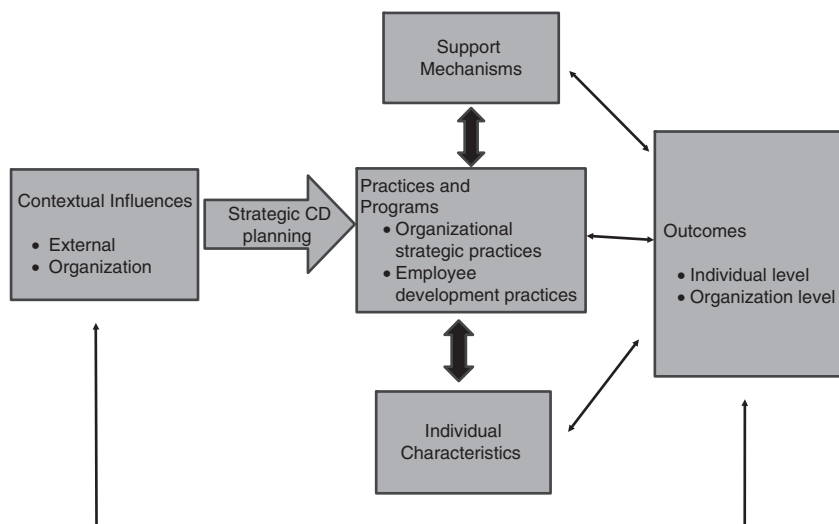 Support
Mechanisms
Contextual Influences
• External
• Organization
Strategic CD
planning
Practices and
Programs
• Organizational
strategic practices
• Employee
development practices
Outcomes
• Individual level
• Organization level
Individual
Characteristics